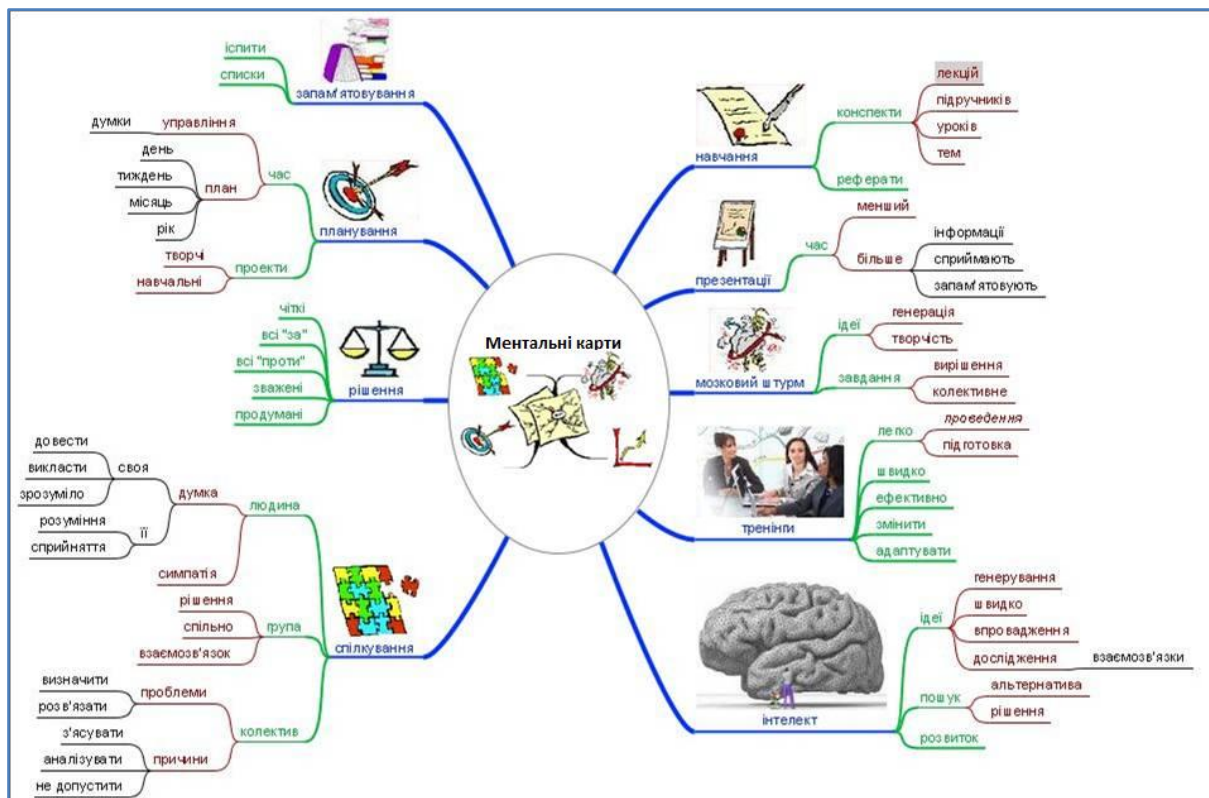 Ментальні карти
іспити
списки
запам'ятовування
думки
управління
день
тиждень
місяць
рік
план
час
творчі
навчальні
проекти
планування
чіткі
всі "за"
всі "проти"
зважені
продумані
рішення
довести
викласти
зрозуміло
своя
розуміння
сприйняття
її
думка
симпатія
людина
рішення
спільно
взаємозв'язок
група
визначити
розв'язати
проблеми
з'ясувати
аналізувати
не допустити
причини
колектив
спілкування
навчання
конспекти
лекцій
підручників
уроків
тем
реферати
презентації
час
менший
більше
інформації
сприймають
запам'ятовують
мозковий штурм
ідеї
генерація
творчість
завдання
вирішення
колективне
тренінги
легко
проведення
підготовка
швидко
ефективно
змінити
адаптувати
інтелект
ідеї
генерування
швидко
впровадження
дослідження
взаємозв'язки
пошук
альтернатива
рішення
розвиток